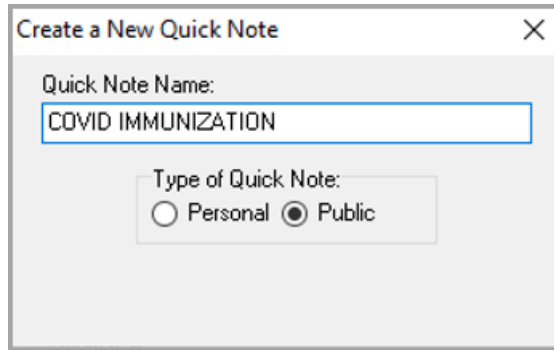 Create a New Quick Note
Quick Note Name:
COVID IMMUNIZATION
Type of Quick Note:
Personal Public